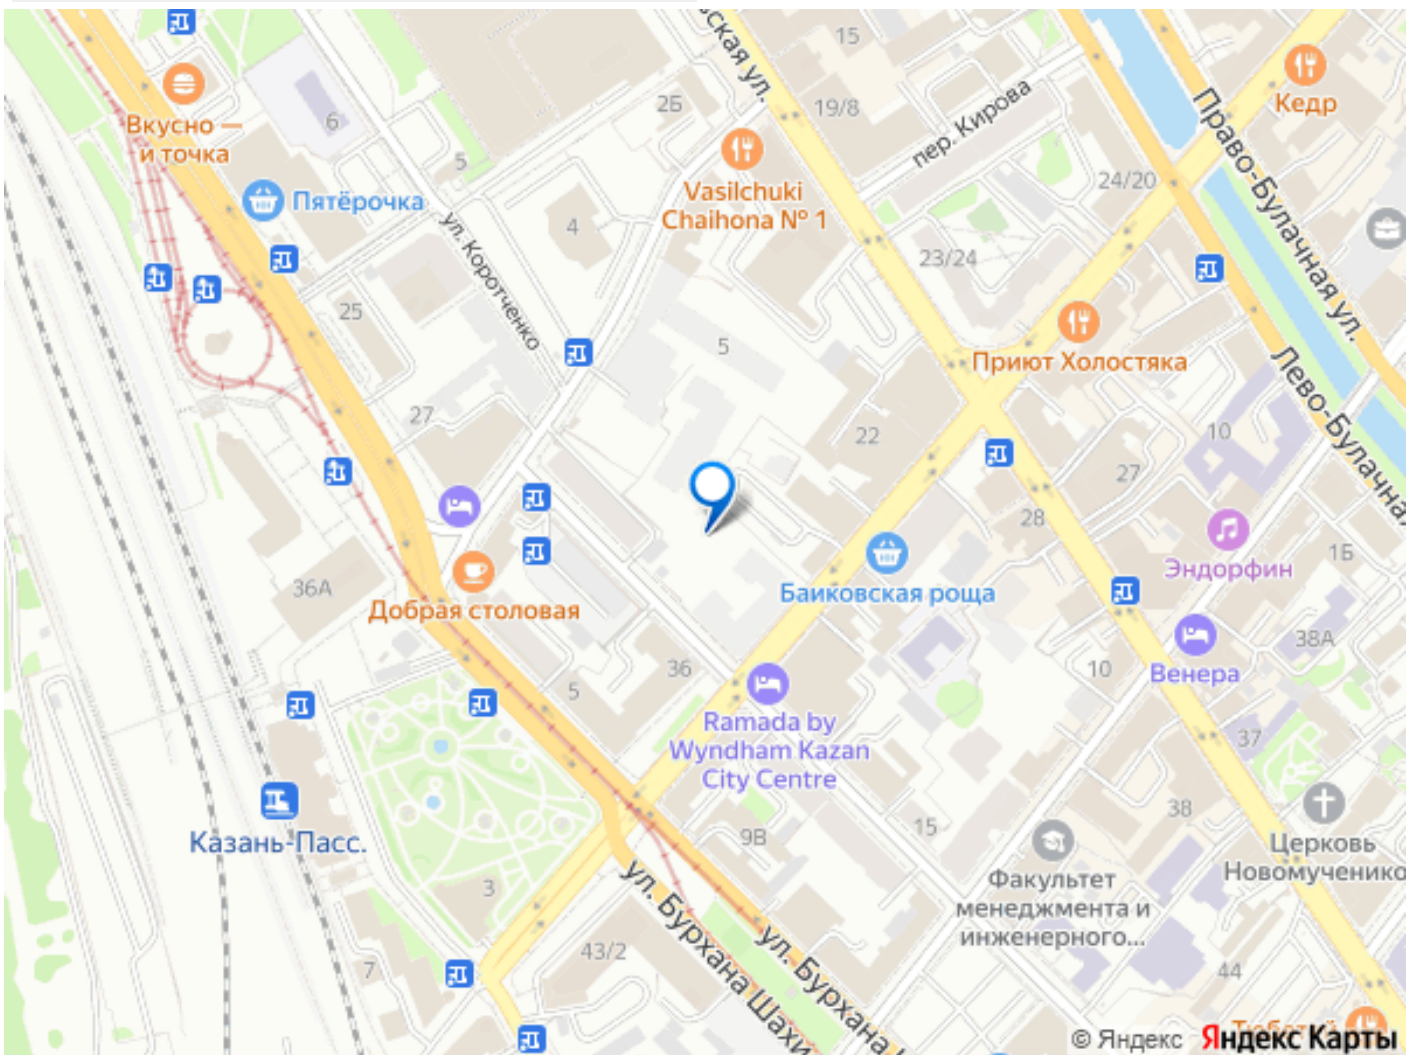 ская ул.
15
19/8
2Б
пер. Кирова
Кедр
Право-Булачная ул.
Вкусно —
и точка
6
5
Vasilchuki
Chaihona № 1
24/20
Пятёрочка
ул. Коротченко
4
23/24
25
5
Приют Холостяка
Лево-Булачная
27
22
10
27
28
1Б
Эндорфин
Баиковская роща
36А
Добрая столовая
38А
Венера
36
10
5
Ramada by
Wyndham Kazan
City Centre
37
Казань-Пасс.
9В
15
38
Церковь
Новомученико
Факультет
менеджмента и
инженерного...
3
ул. Бурхана Шахи
ул. Бурхана
43/2
7
44
© Яндекс Яндекс Карты